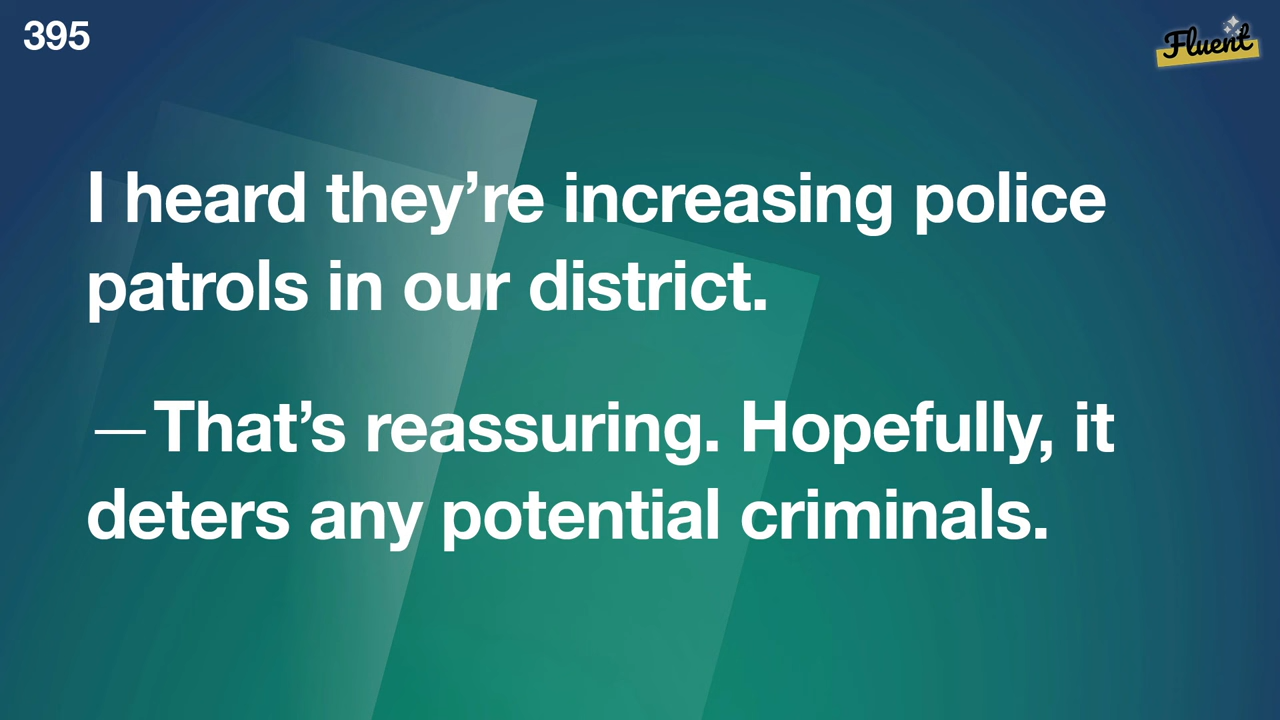 395
Fluent
I heard they’re increasing police
patrols in our district.
—That’s reassuring. Hopefully, it
deters any potential criminals.